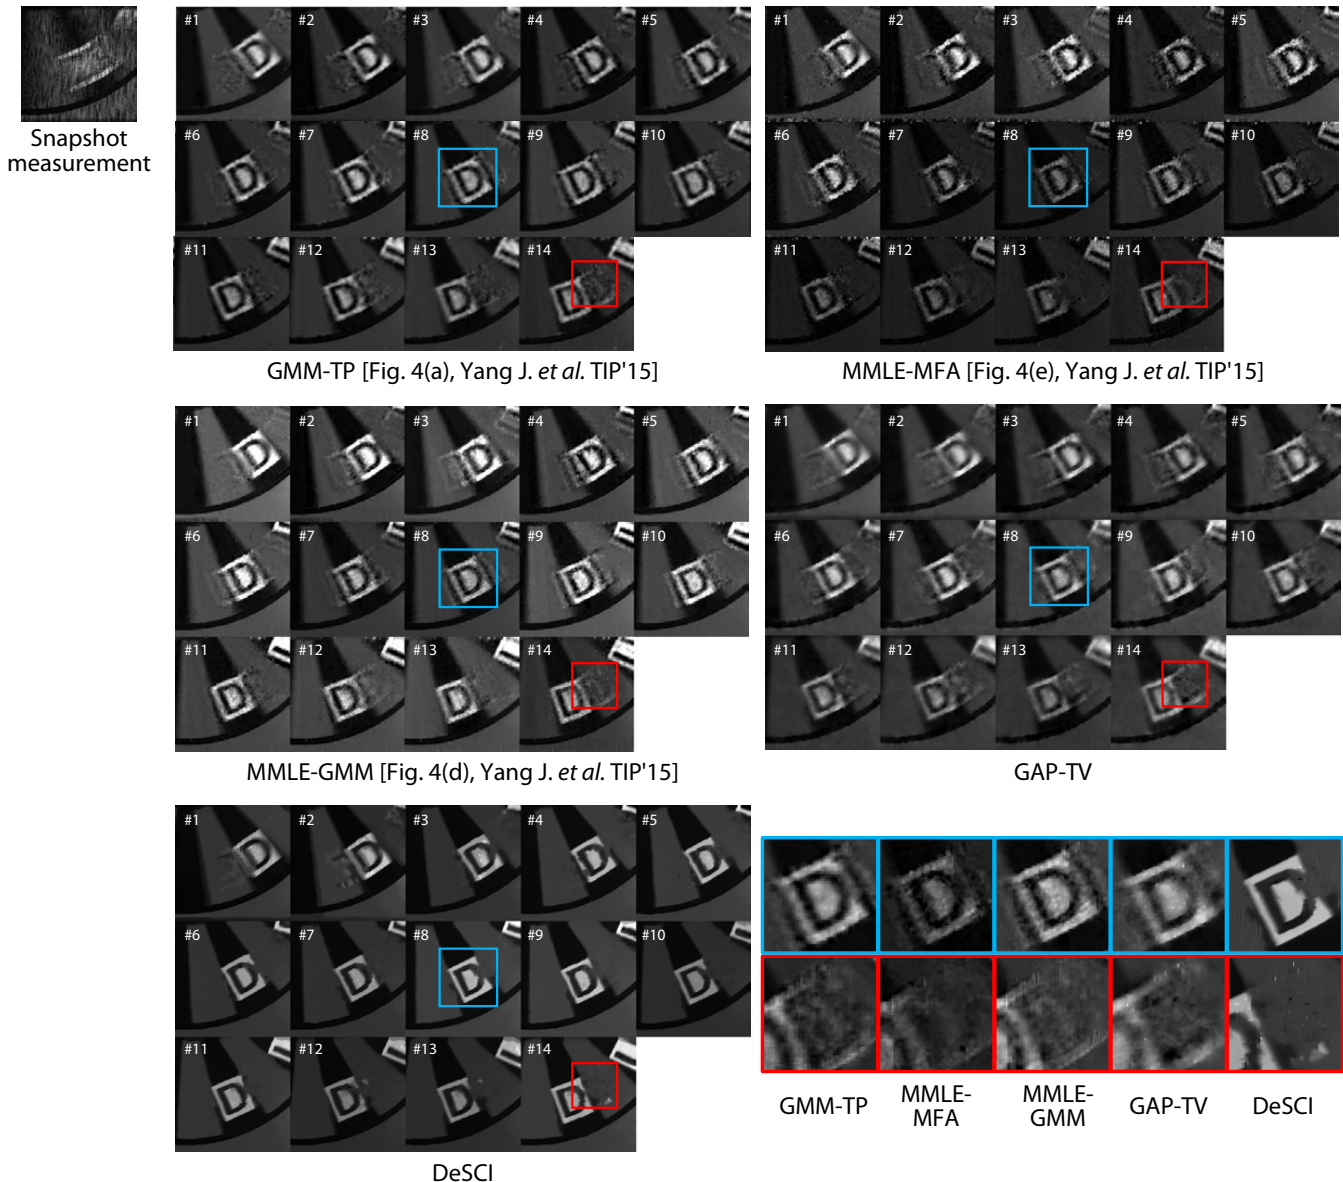 Snapshot
measurement
#1 #2 #3 #4 #5
#6 #7 #8 #9 #10
#11 #12 #13 #14
GMM-TP [Fig. 4(a), Yang J. et al. TIP'15]
#1 #2 #3 #4 #5
#6 #7 #8 #9 #10
#11 #12 #13 #14
MMLE-MFA [Fig. 4(e), Yang J. et al. TIP'15]
#1 #2 #3 #4 #5
#6 #7 #8 #9 #10
#11 #12 #13 #14
MMLE-GMM [Fig. 4(d), Yang J. et al. TIP'15]
#1 #2 #3 #4 #5
#6 #7 #8 #9 #10
#11 #12 #13 #14
GAP-TV
#1 #2 #3 #4 #5
#6 #7 #8 #9 #10
#11 #12 #13 #14
DeSCI
D D D D D
GMM-TP MMLE-MFA MMLE-GMM GAP-TV DeSCI